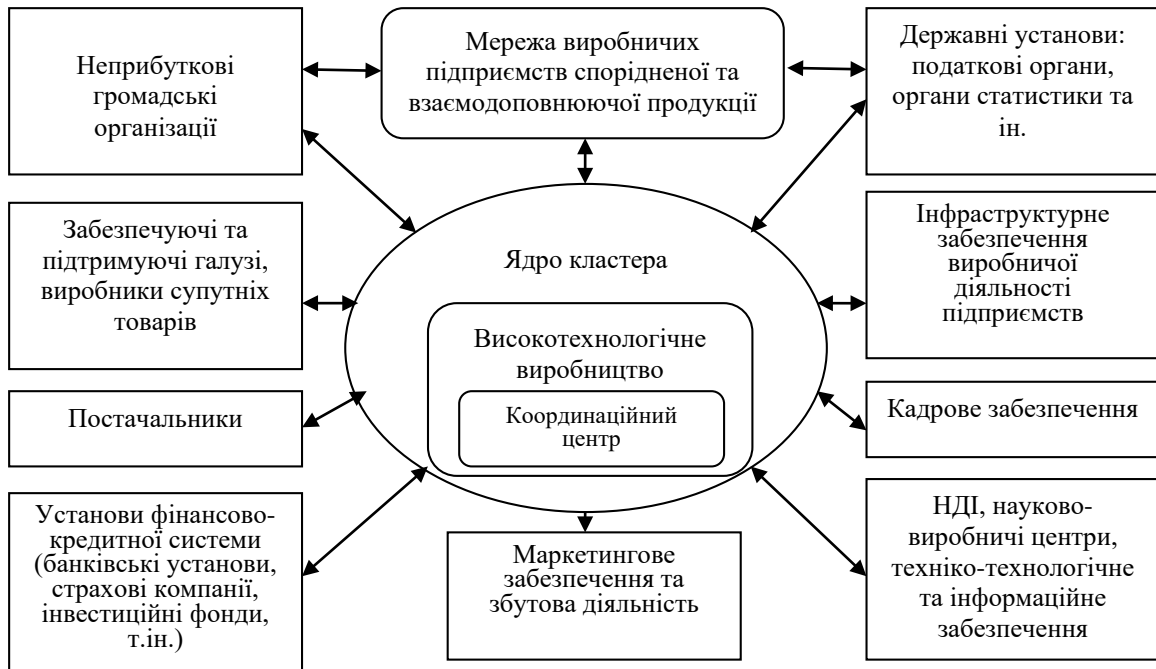 Неприбуткові
громадські
організації
Мережа виробничих
підприємств спорідненої та
взаємодоповнюючої продукції
Державні установи:
податкові органи,
органи статистики та
ін.
Забезпечуючі та
підтримуючі галузі,
виробники супутніх
товарів
Ядро кластера
Інфраструктурне
забезпечення
виробничої
діяльності
підприємств
Високотехнологічне
виробництво
Координаційний
центр
Постачальники
Кадрове забезпечення
Установи фінансово-
кредитної системи
(банківські установи,
страхові компанії,
інвестиційні фонди,
т.ін.)
Маркетингове
забезпечення та
збутова діяльність
НДІ, науково-
виробничі центри,
техніко-технологічне
та інформаційне
забезпечення